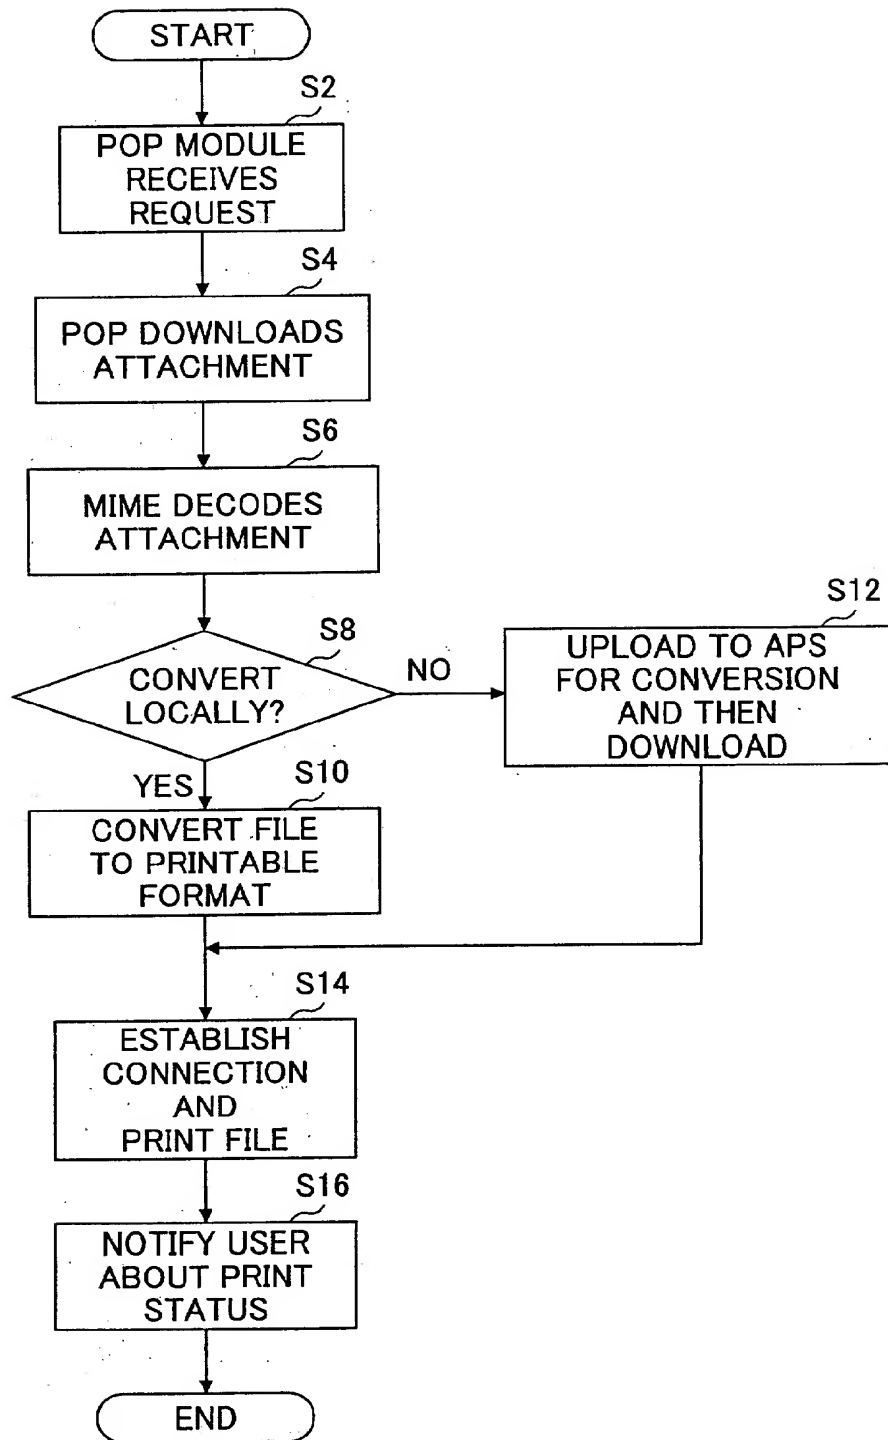 START
S2
POP MODULE
RECEIVES
REQUEST
S4
POP DOWNLOADS
ATTACHMENT
S6
MIME DECODES
ATTACHMENT
S8
CONVERT
LOCALLY?
NO
S12
UPLOAD TO APS
FOR CONVERSION
AND THEN
DOWNLOAD
YES
S10
CONVERT FILE
TO PRINTABLE
FORMAT
S14
ESTABLISH
CONNECTION
AND
PRINT FILE
S16
NOTIFY USER
ABOUT PRINT
STATUS
END